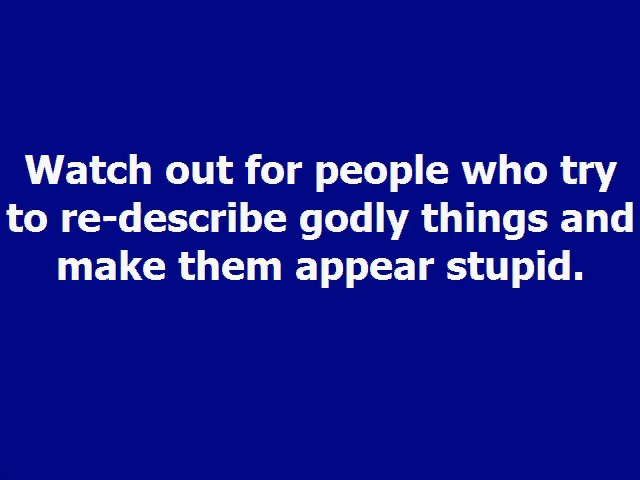 Watch out for people who try
to re-describe godly things and
make them appear stupid.